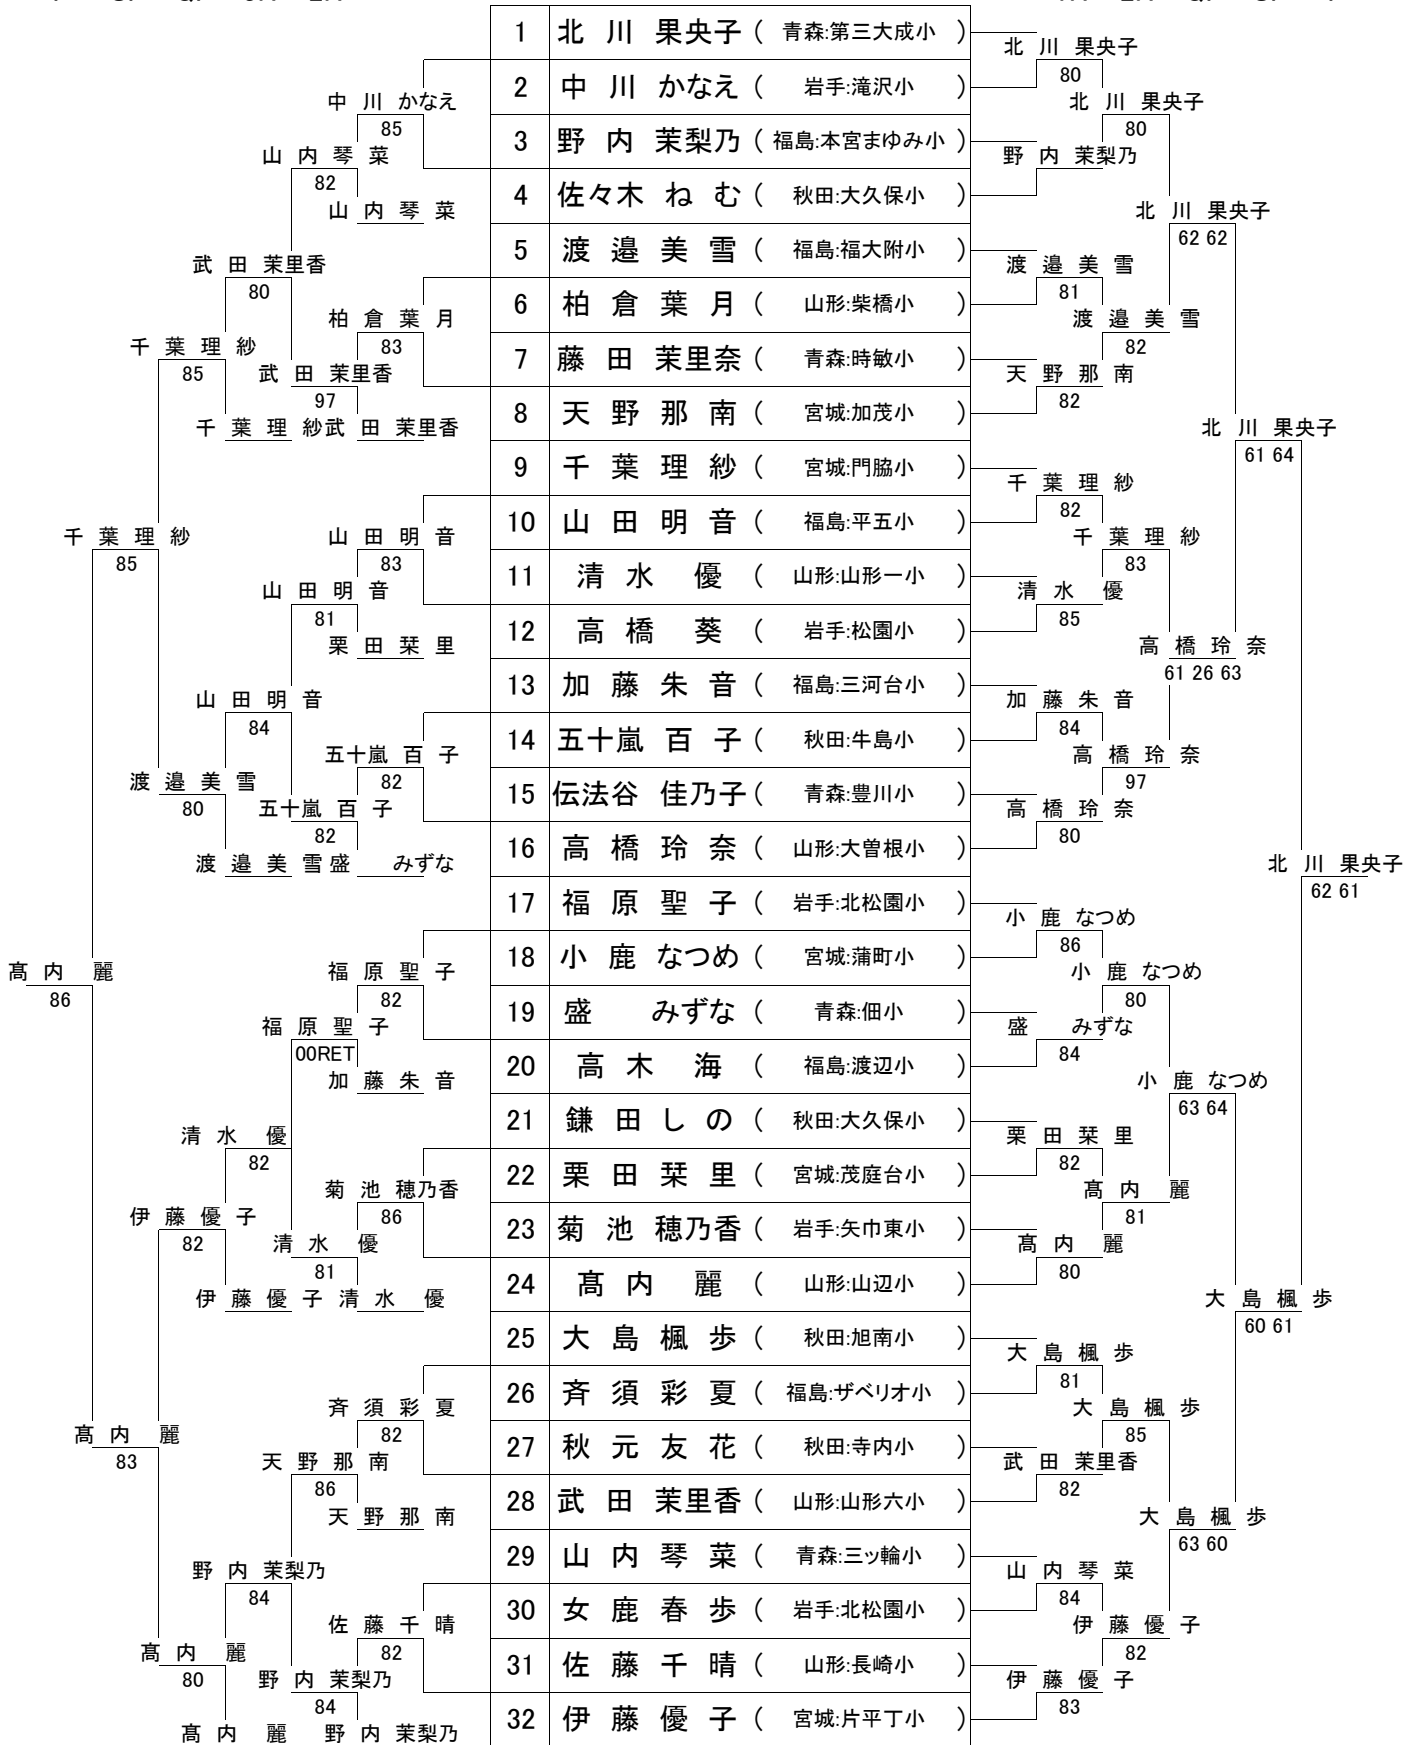 1 北 川 果央子 ( 青森:第三大成小 )
2 中 川 かなえ ( 岩手:滝沢小 )
3 野 内 茉梨乃 ( 福島:本宮まゆみ小 )
4 佐々木 ね む ( 秋田:大久保小 )
5 渡 邉 美 雪 ( 福島:福大附小 )
6 柏 倉 葉 月 ( 山形:柴橋小 )
7 藤 田 茉里奈 ( 青森:時敏小 )
8 天 野 那 南 ( 宮城:加茂小 )
9 千 葉 理 紗 ( 宮城:門脇小 )
10 山 田 明 音 ( 福島:平五小 )
11 清 水 優 ( 山形:山形一小 )
12 高 橋 葵 ( 岩手:松園小 )
13 加 藤 朱 音 ( 福島:三河台小 )
14 五十嵐 百 子 ( 秋田:牛島小 )
15 伝法谷 佳乃子 ( 青森:豊川小 )
16 高 橋 玲 奈 ( 山形:大曽根小 )
17 福 原 聖 子 ( 岩手:北松園小 )
18 小 鹿 なつめ ( 宮城:蒲町小 )
19 盛 みずな ( 青森:佃小 )
20 高 木 海 ( 福島:渡辺小 )
21 鎌 田 し の ( 秋田:大久保小 )
22 栗 田 栞 里 ( 宮城:茂庭台小 )
23 菊 池 穂乃香 ( 岩手:矢巾東小 )
24 髙 内 麗 ( 山形:山辺小 )
25 大 島 楓 歩 ( 秋田:旭南小 )
26 斉 須 彩 夏 ( 福島:ザベリオ小 )
27 秋 元 友 花 ( 秋田:寺内小 )
28 武 田 茉里香 ( 山形:山形六小 )
29 山 内 琴 菜 ( 青森:三ッ輪小 )
30 女 鹿 春 歩 ( 岩手:北松園小 )
31 佐 藤 千 晴 ( 山形:長崎小 )
32 伊 藤 優 子 ( 宮城:片平丁小 )
北 川 果央子
80
野 内 茉梨乃
渡 邉 美 雪
81
天 野 那 南
82
千 葉 理 紗
82
清 水 優
85
加 藤 朱 音
84
高 橋 玲 奈
80
小 鹿 なつめ
86
盛 みずな
84
栗 田 栞 里
82
髙 内 麗
80
大 島 楓 歩
81
武 田 茉里香
82
山 内 琴 菜
84
伊 藤 優 子
83
北 川 果央子
80
渡 邉 美 雪
82
千 葉 理 紗
83
高 橋 玲 奈
97
小 鹿 なつめ
80
髙 内 麗
81
大 島 楓 歩
85
伊 藤 優 子
82
北 川 果央子
62 62
高 橋 玲 奈
61 26 63
小 鹿 なつめ
63 64
大 島 楓 歩
63 60
北 川 果央子
61 64
大 島 楓 歩
60 61
北 川 果央子
62 61
中 川 かなえ
85
山 内 琴 菜
柏 倉 葉 月
83
武 田 茉里香
山 田 明 音
83
栗 田 栞 里
五十嵐 百 子
82
盛 みずな
福 原 聖 子
82
加 藤 朱 音
菊 池 穂乃香
86
清 水 優
斉 須 彩 夏
82
天 野 那 南
佐 藤 千 晴
82
野 内 茉梨乃
山 内 琴 菜
82
武 田 茉里香
97
山 田 明 音
81
五十嵐 百 子
82
福 原 聖 子
00RET
清 水 優
81
天 野 那 南
86
野 内 茉梨乃
84
武 田 茉里香
80
千 葉 理 紗
山 田 明 音
84
渡 邉 美 雪
清 水 優
82
伊 藤 優 子
野 内 茉梨乃
84
髙 内 麗
千 葉 理 紗
85
渡 邉 美 雪
80
伊 藤 優 子
82
髙 内 麗
80
千 葉 理 紗
85
髙 内 麗
83
髙 内 麗
86